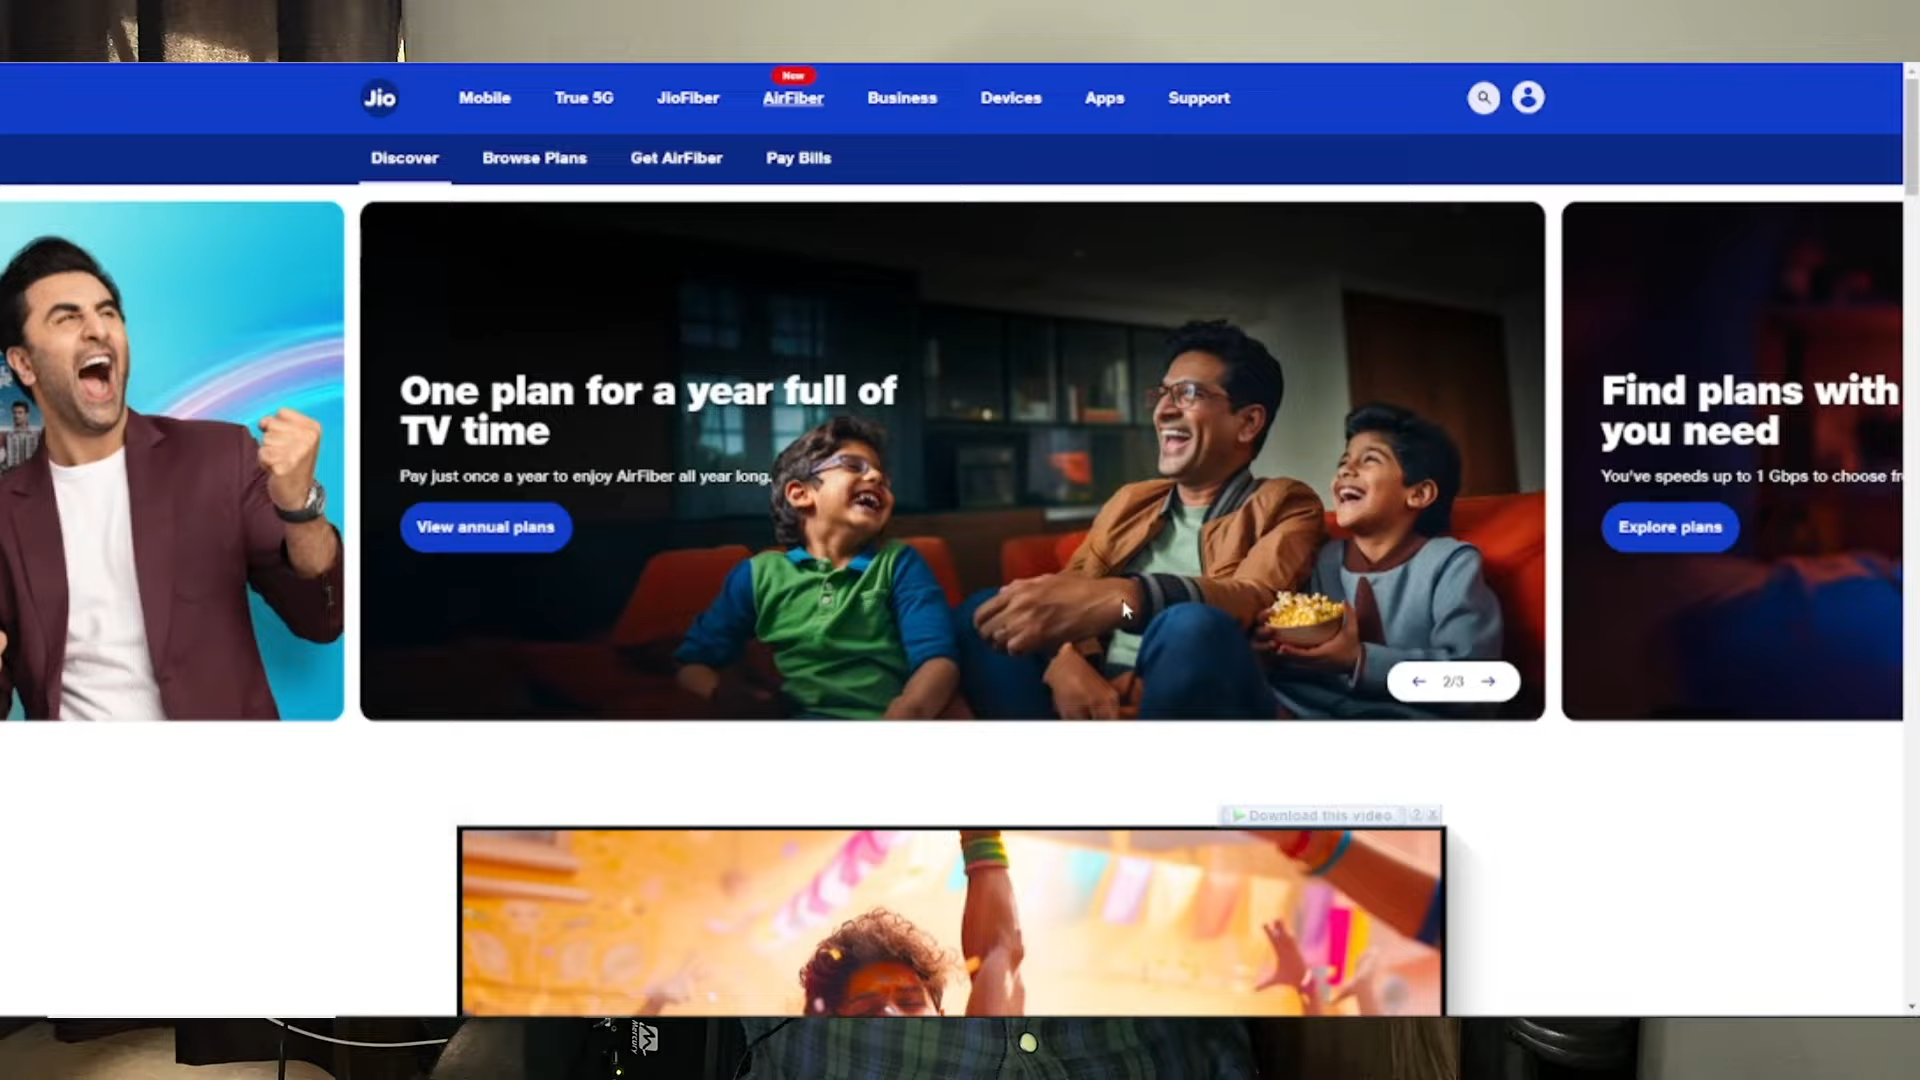 New
Jio Mobile True 5G JioFiber AirFiber Business Devices Apps Support
Discover Browse Plans Get AirFiber Pay Bills
One plan for a year full of
TV time
Pay just once a year to enjoy AirFiber all year long.
View annual plans
2/3
Find plans with
you need
You've speeds up to 1 Gbps to choose
Explore plans
Download this video ? X
Mercury